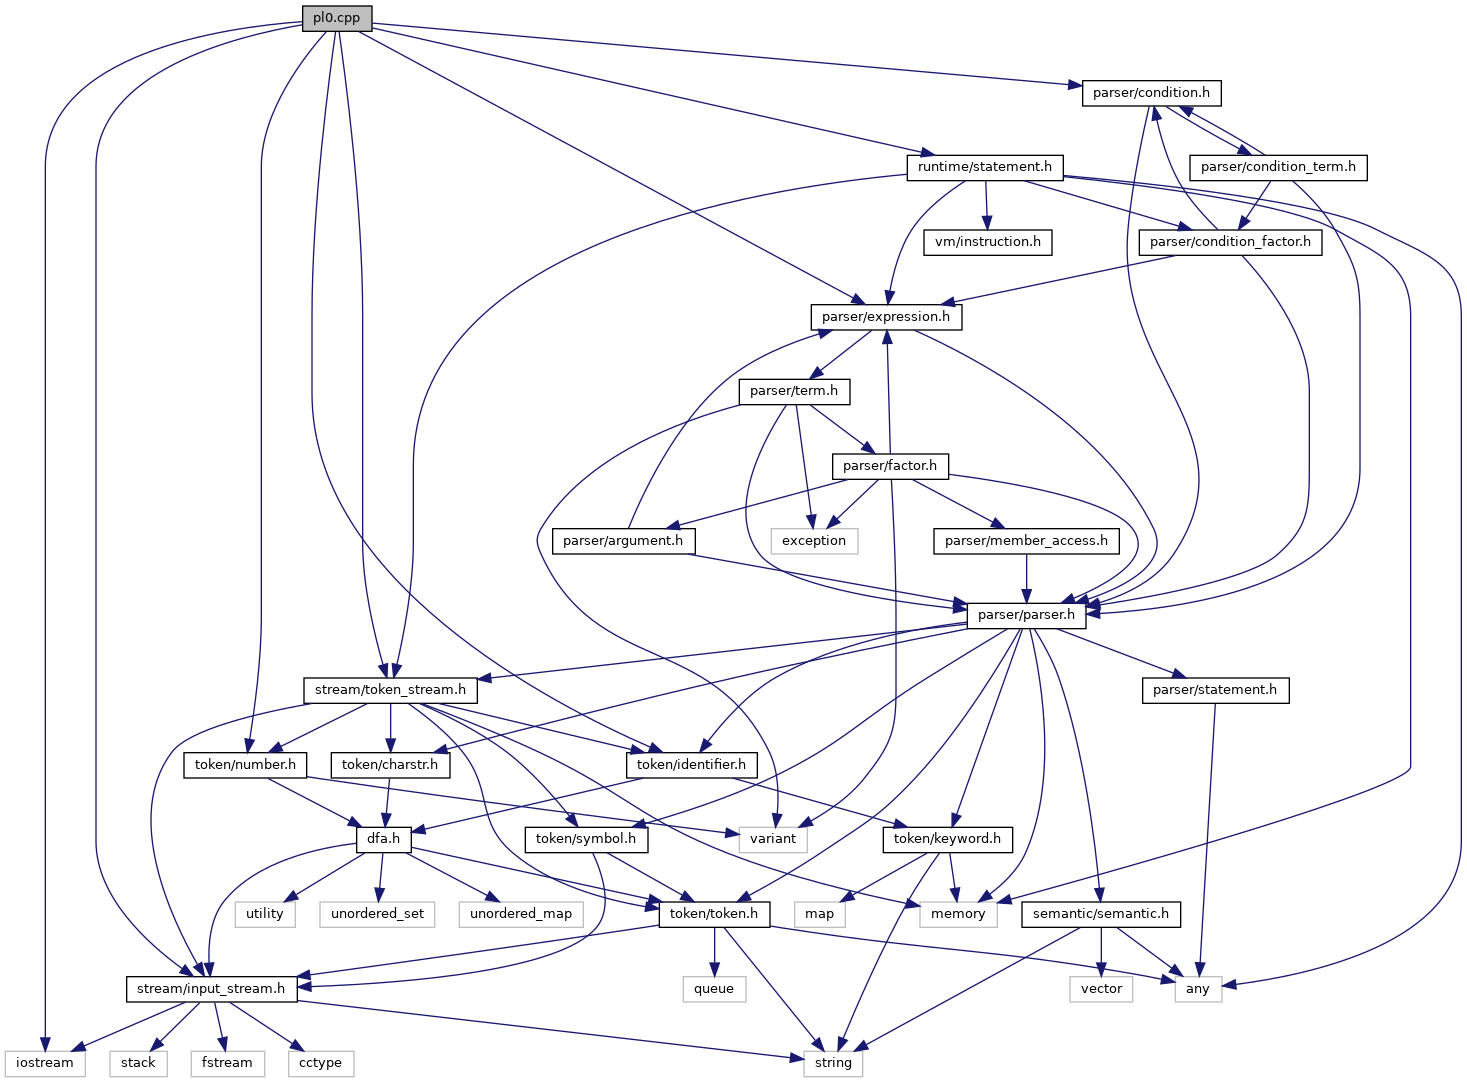 pl0.cpp
parser/condition.h
runtime/statement.h
parser/condition_term.h
vm/instruction.h
parser/condition_factor.h
parser/expression.h
parser/term.h
parser/factor.h
parser/argument.h
exception
parser/member_access.h
parser/parser.h
stream/token_stream.h
parser/statement.h
token/number.h
token/charstr.h
token/identifier.h
dfa.h
token/symbol.h
variant
token/keyword.h
utility
unordered_set
unordered_map
token/token.h
map
memory
semantic/semantic.h
stream/input_stream.h
queue
vector
any
iostream
stack
fstream
cctype
string